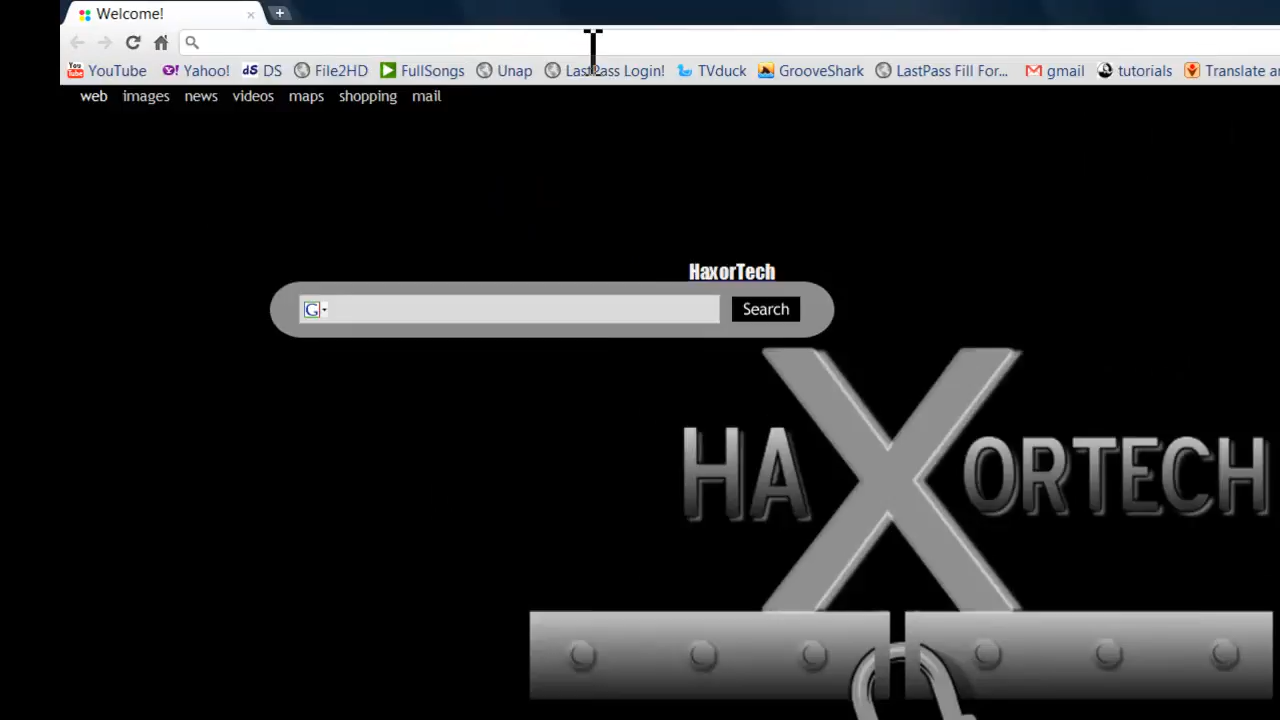 Welcome!
YouTube Yahoo! dS DS File2HD FullSongs Unap LastPass Login! TVduck GrooveShark LastPass Fill For... gmail tutorials Translate
web images news videos maps shopping mail
HaxorTech
G Search
HAXORTECH